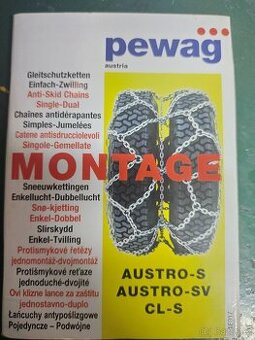 pewag
austria
Gleitschutzketten
Einfach-Zwilling
Anti-Skid Chains
Single-Dual
Chaînes antidérapantes
Simples-Jumelées
Catene antisdrucciolevoli
Singole-Gemellate
MONTAGE
Sneeuwkettingen
Enkellucht-Dubbellucht
Snø-kjetting
Enkel-Dobbel
Slirskydd
Enkel-Tvilling
Protismykové řetězy
jednomontáž-dvojmontáž
Protišmykové reťaze
jednoduché-dvojité
Ovi klizne lance za zaštitu
jednostavno-duplo
Łańcuchy antypoślizgowe
Pojedyncze – Podwójne
AUSTRO-S
AUSTRO-SV
CL-S